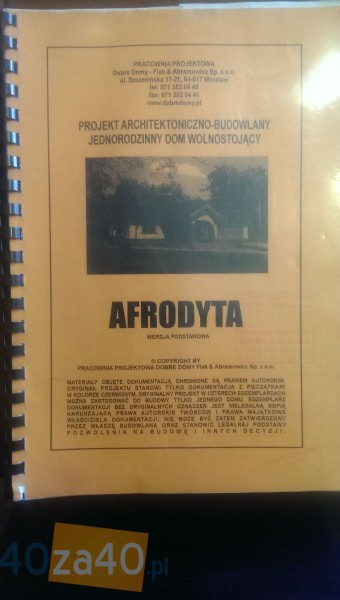 PRACOWNIA PROJEKTOWA
Dobre Domy - Flak & Abramowicz Sp. z o.o.
ul. Szczecińska 17-21, 54-517 Wrocław
tel: 071 352 04 40
fax: 071 352 04 41
www.dobredomy.pl
PROJEKT ARCHITEKTONICZNO-BUDOWLANY
JEDNORODZINNY DOM WOLNOSTOJĄCY
AFRODYTA
WERSJA PODSTAWOWA
© COPYRIGHT BY
PRACOWNIA PROJEKTOWA DOBRE DOMY Flak & Abramowicz Sp. z o.o.
MATERIAŁY OBJĘTE DOKUMENTACJĄ CHRONIONE SĄ PRAWEM AUTORSKIM.
ORYGINAŁ PROJEKTU STANOWI TYLKO DOKUMENTACJA Z PIECZĄTKAMI
W KOLORZE CZERWONYM. ORYGINALNY PROJEKT W CZTERECH EGZEMPLARZACH
MOŻNA ZASTOSOWAĆ DO BUDOWY TYLKO JEDNEGO DOMU. EGZEMPLARZ
DOKUMENTACJI BEZ ORYGINALNYCH OZNACZEŃ JEST NIELEGALNĄ KOPIĄ
NARUSZAJĄCĄ PRAWA AUTORSKIE TWÓRCÓW I PRAWA MAJĄTKOWE
WŁAŚCICIELA DOKUMENTACJI; NIE MOŻE BYĆ ZATEM ZATWIERDZONY
PRZEZ WŁADZĘ BUDOWLANĄ ORAZ STANOWIĆ LEGALNEJ PODSTAWY
POZWOLENIA NA BUDOWĘ I INNYCH DECYZJI.
40za40.pl